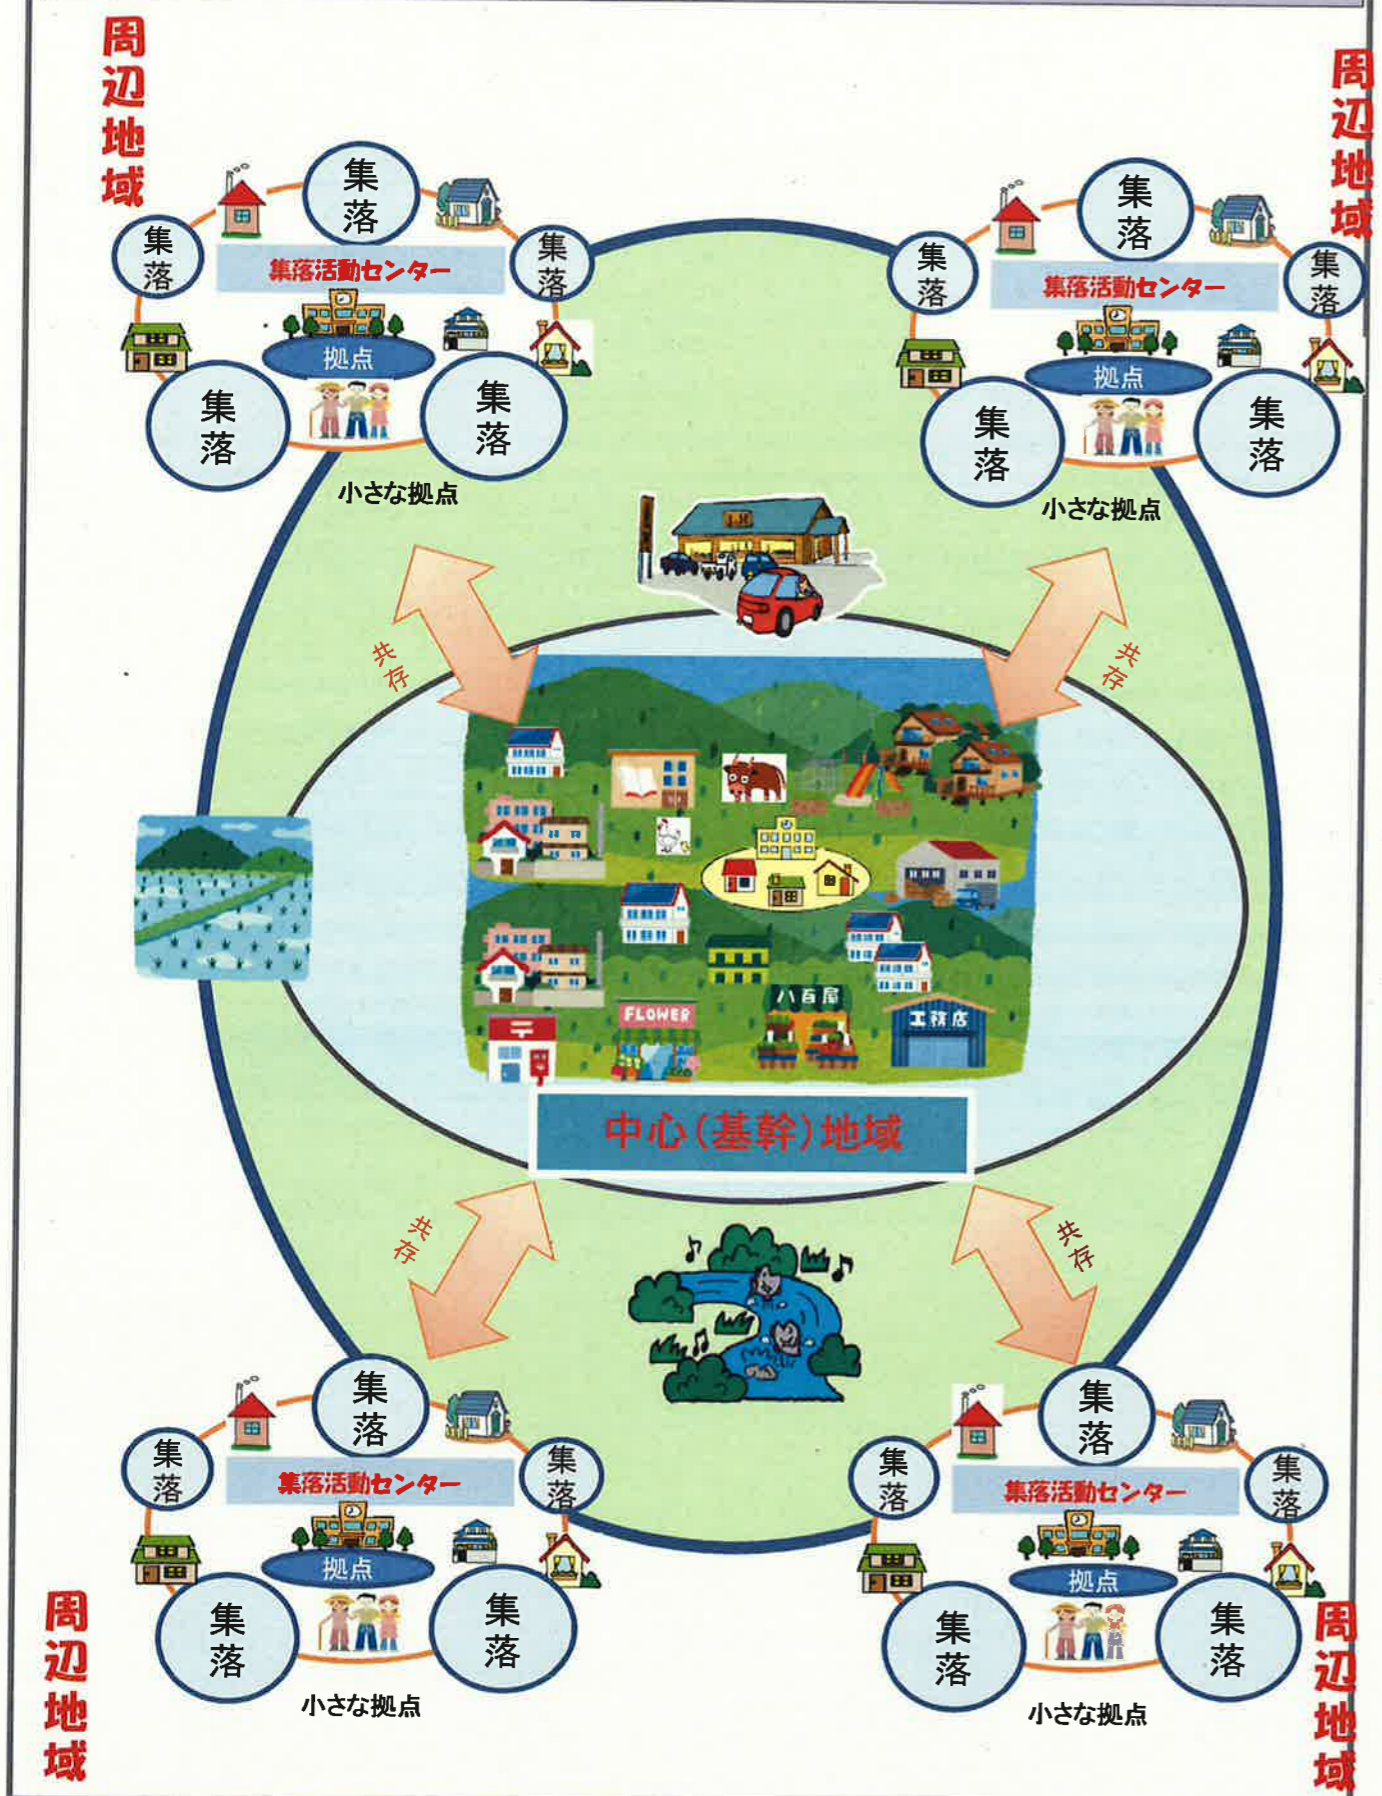 周辺地域
周辺地域
集落
集落
集落
集落活動センター
拠点
集落
集落
小さな拠点
集落
集落
集落
集落活動センター
拠点
集落
集落
小さな拠点
共存
共存
八百屋
FLOWER
工務店
〒
中心(基幹)地域
共存
共存
集落
集落
集落
集落活動センター
拠点
集落
集落
小さな拠点
集落
集落
集落
集落活動センター
拠点
集落
集落
小さな拠点
周辺地域
周辺地域